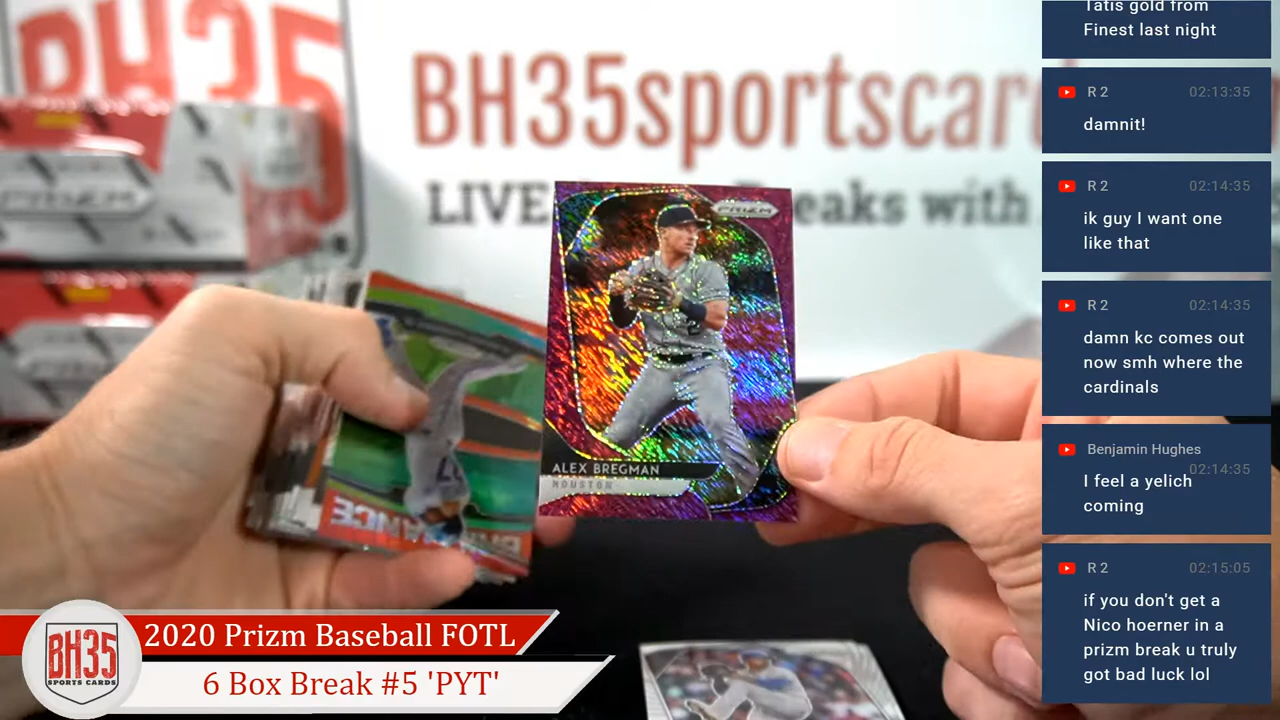 BH35
BH35sportscar
LIVE
eaks with
PRIZM
ALEX BREGMAN
HOUSTON
2020 Prizm Baseball FOTL
6 Box Break #5 'PYT'
BH35
SPORTS CARDS
Tatis gold from
Finest last night
R 2 02:13:35
damnit!
R 2 02:14:35
ik guy I want one
like that
R 2 02:14:35
damn kc comes out
now smh where the
cardinals
Benjamin Hughes
02:14:35
I feel a yelich
coming
R 2 02:15:05
if you don't get a
Nico hoerner in a
prizm break u truly
got bad luck lol